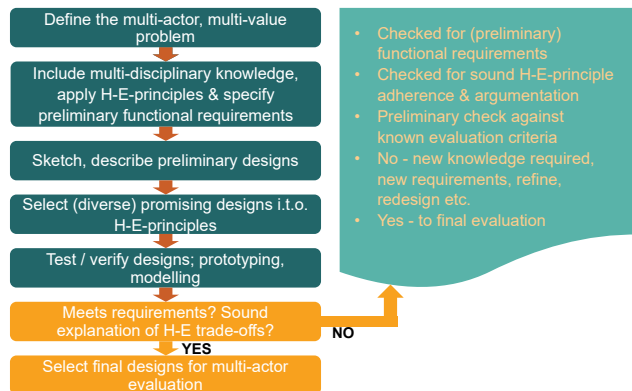 Define the multi-actor, multi-value
problem
Include multi-disciplinary knowledge,
apply H-E-principles & specify
preliminary functional requirements
Sketch, describe preliminary designs
Select (diverse) promising designs i.t.o.
H-E-principles
Test / verify designs; prototyping,
modelling
Meets requirements? Sound
explanation of H-E trade-offs?
NO
YES
Select final designs for multi-actor
evaluation
• Checked for (preliminary)
functional requirements
• Checked for sound H-E-principle
adherence & argumentation
• Preliminary check against
known evaluation criteria
• No - new knowledge required,
new requirements, refine,
redesign etc.
• Yes - to final evaluation